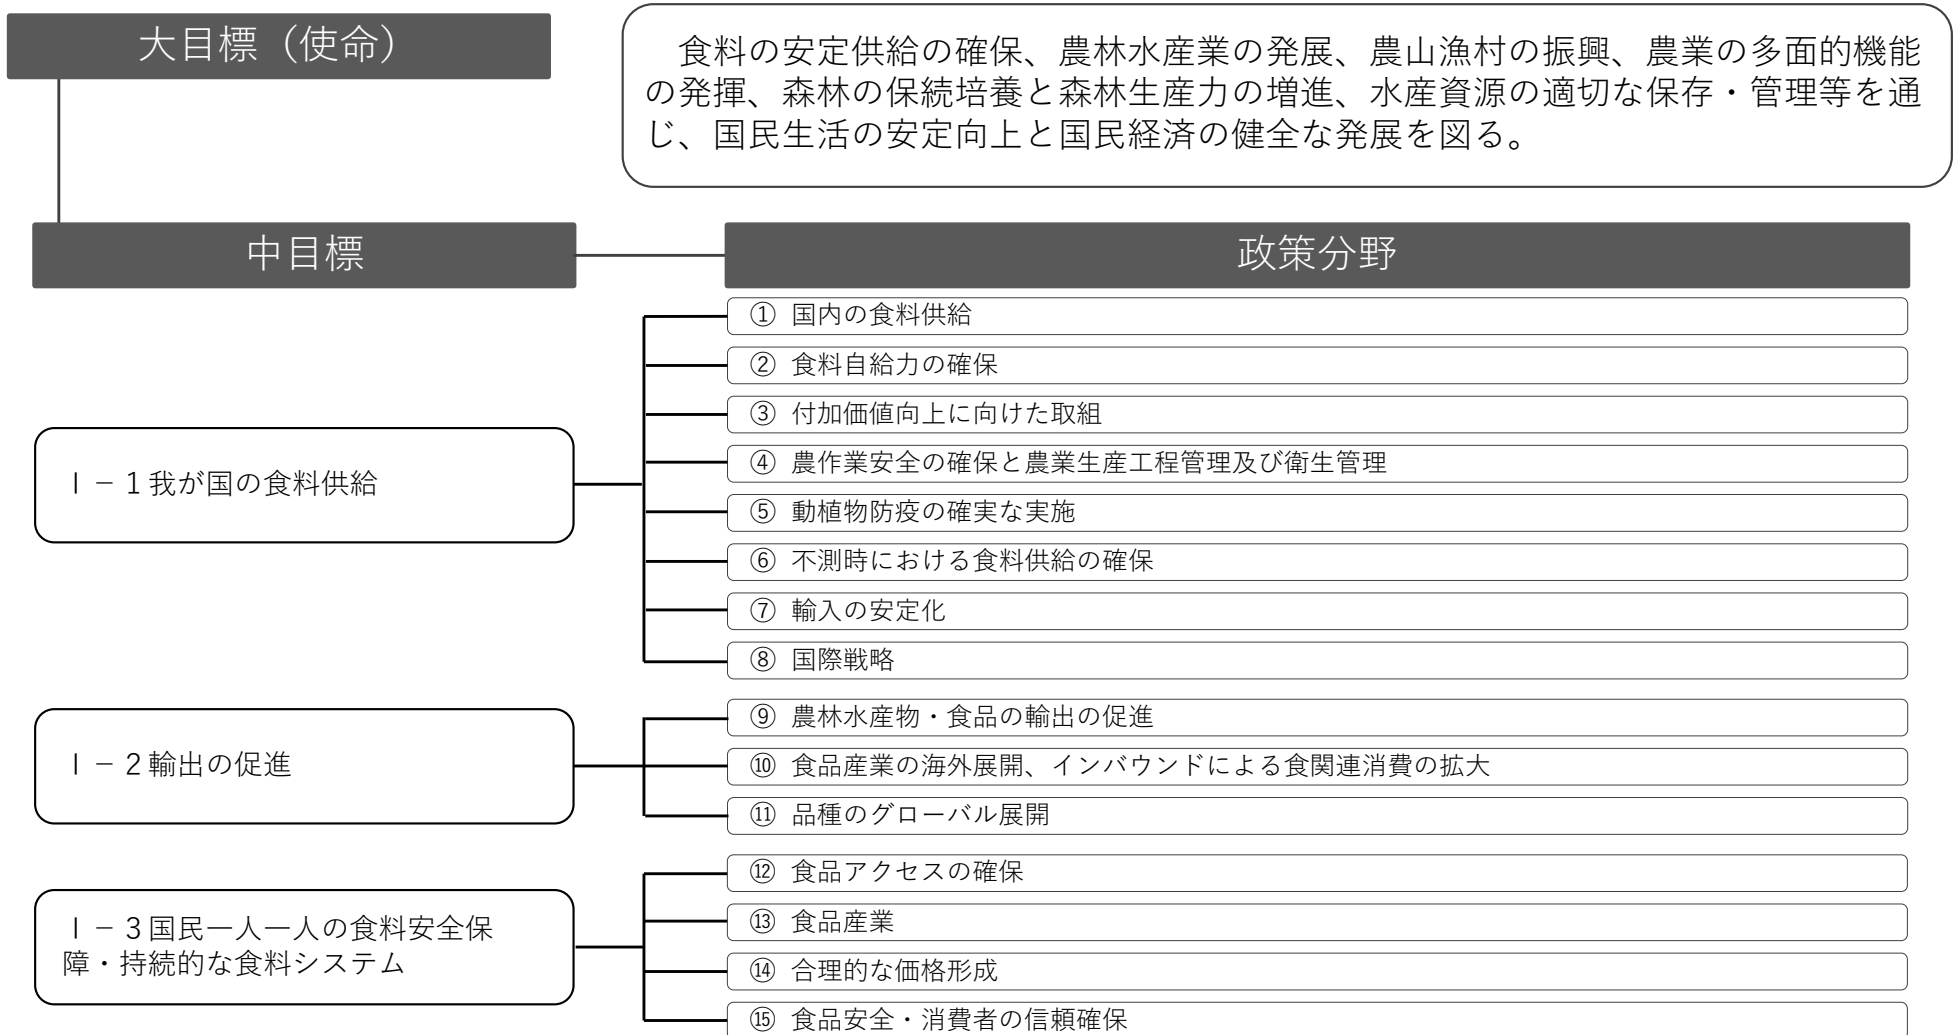 大目標（使命）
食料の安定供給の確保、農林水産業の発展、農山漁村の振興、農業の多面的機能
の発揮、森林の保続培養と森林生産力の増進、水産資源の適切な保存・管理等を通
じ、国民生活の安定向上と国民経済の健全な発展を図る。
中目標
政策分野
Ⅰ－１我が国の食料供給
① 国内の食料供給
② 食料自給力の確保
③ 付加価値向上に向けた取組
④ 農作業安全の確保と農業生産工程管理及び衛生管理
⑤ 動植物防疫の確実な実施
⑥ 不測時における食料供給の確保
⑦ 輸入の安定化
⑧ 国際戦略
Ⅰ－２輸出の促進
⑨ 農林水産物・食品の輸出の促進
⑩ 食品産業の海外展開、インバウンドによる食関連消費の拡大
⑪ 品種のグローバル展開
Ⅰ－３国民一人一人の食料安全保
障・持続的な食料システム
⑫ 食品アクセスの確保
⑬ 食品産業
⑭ 合理的な価格形成
⑮ 食品安全・消費者の信頼確保